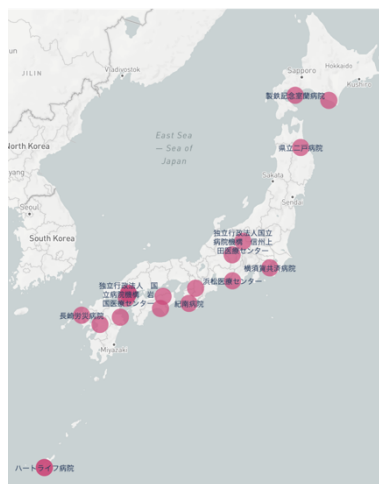 un
Vladivostok
JILIN
Sapporo
Hokkaido
Kushiro
製鉄記念室蘭病院
East Sea
— Sea of
Japan
North Korea
県立二戸病院
yang
Sakata
Sendai
Seoul
South Korea
独立行政法人国立
病院機構 信州上
田医療センター
横須賀共済病院
浜松医療センター
独立行政法人 国
立病院機構 岩
国医療センター
紀南病院
長崎労災病院
Miyazaki
ハートライフ病院